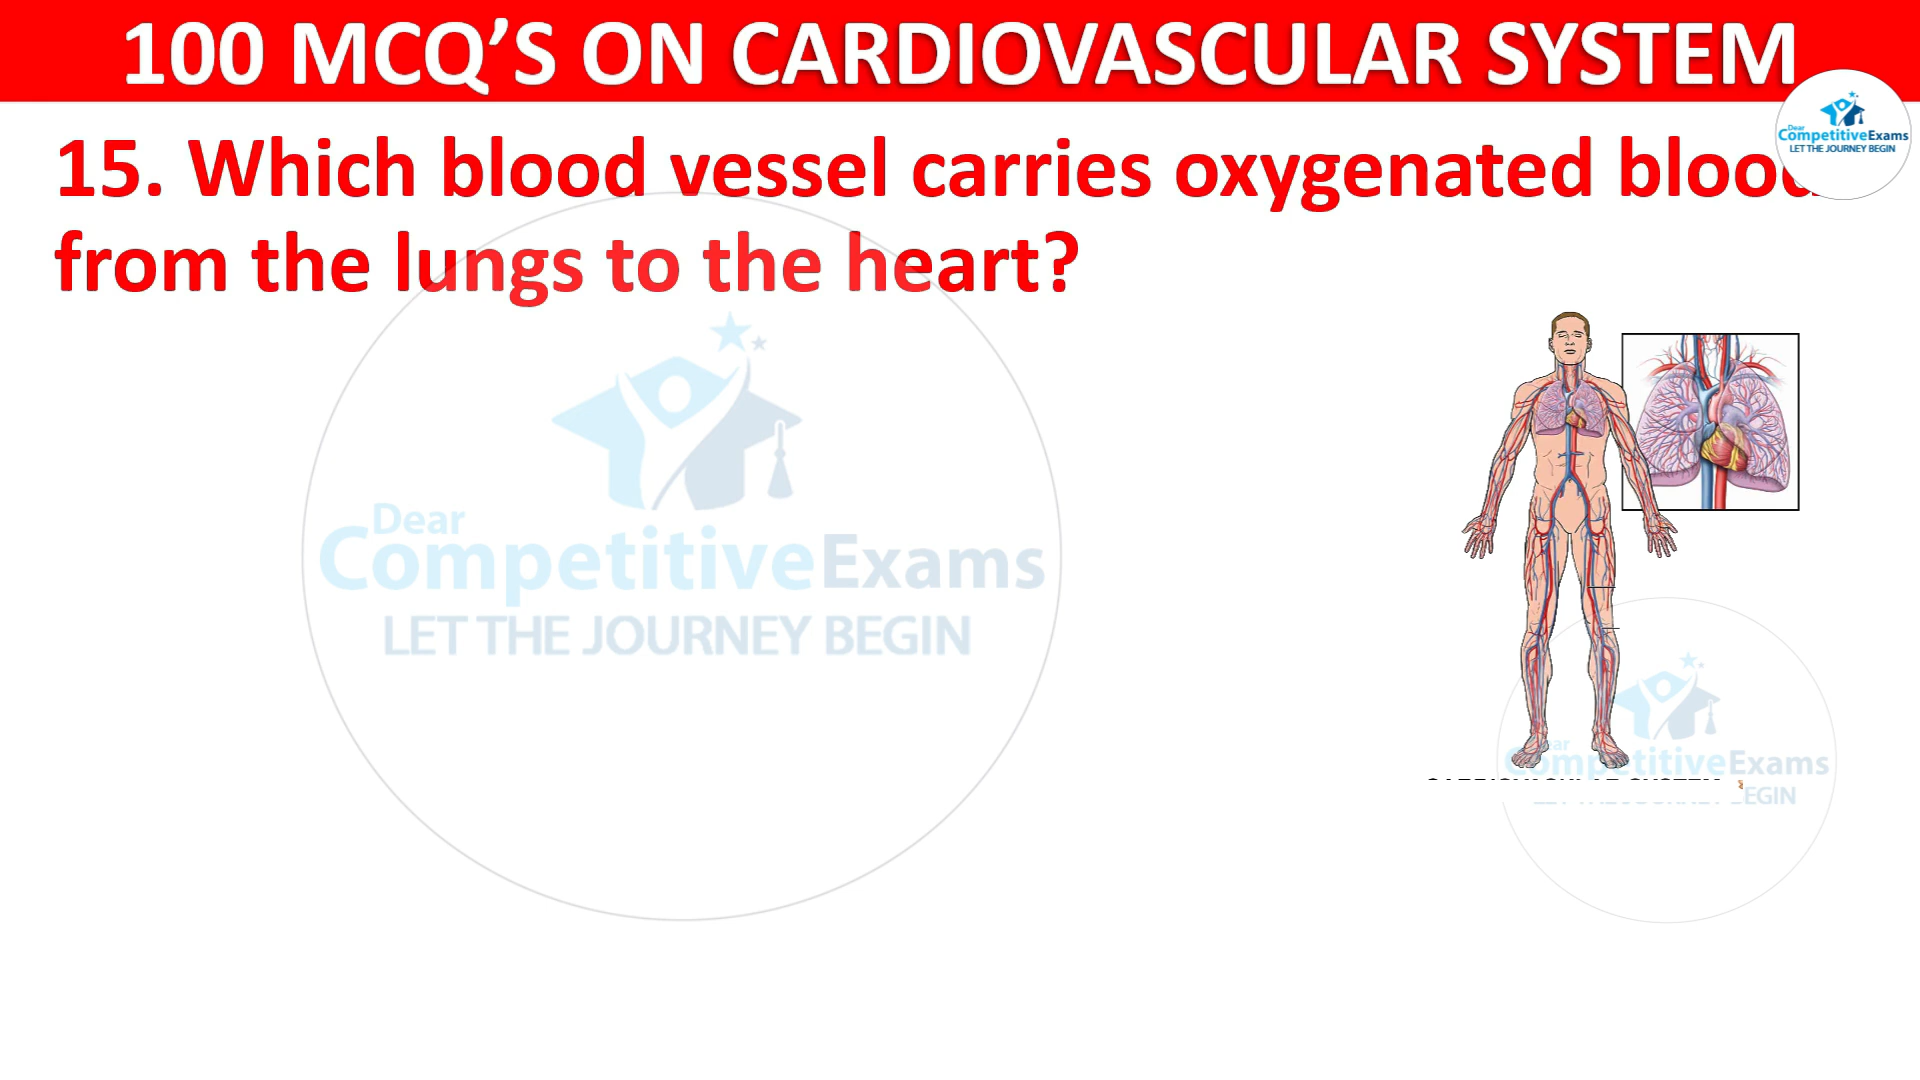 100 MCQ’S ON CARDIOVASCULAR SYSTEM
Dear
CompetitiveExams
LET THE JOURNEY BEGIN
15. Which blood vessel carries oxygenated blood
from the lungs to the heart?
Dear
CompetitiveExams
LET THE JOURNEY BEGIN
CompetitiveExams